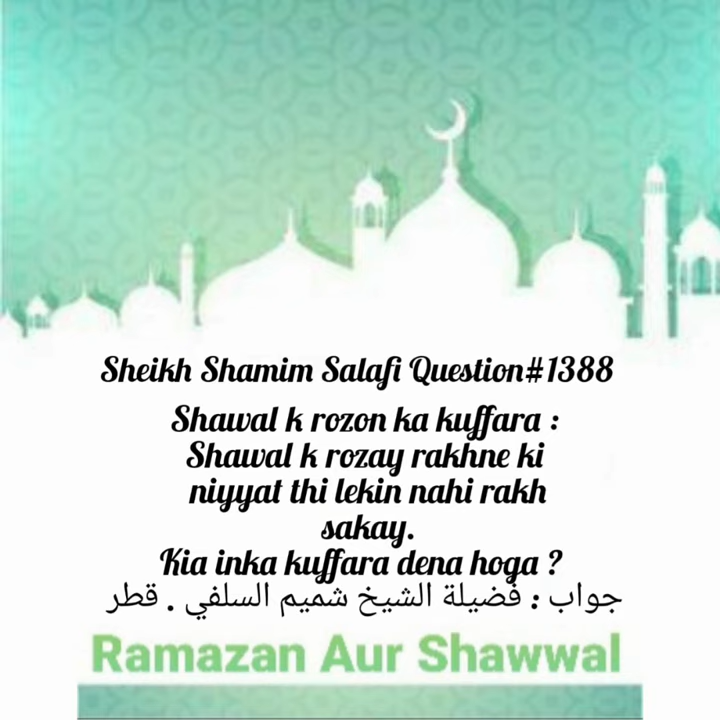 Sheikh Shamim Salafi Question#1388
Shawal k rozon ka kuffara :
Shawal k rozay rakhne ki
niyyat thi lekin nahi rakh
sakay.
Kia inka kuffara dena hoga ?
جواب : فضيلة الشيخ شميم السلفي . قطر
Ramazan Aur Shawwal